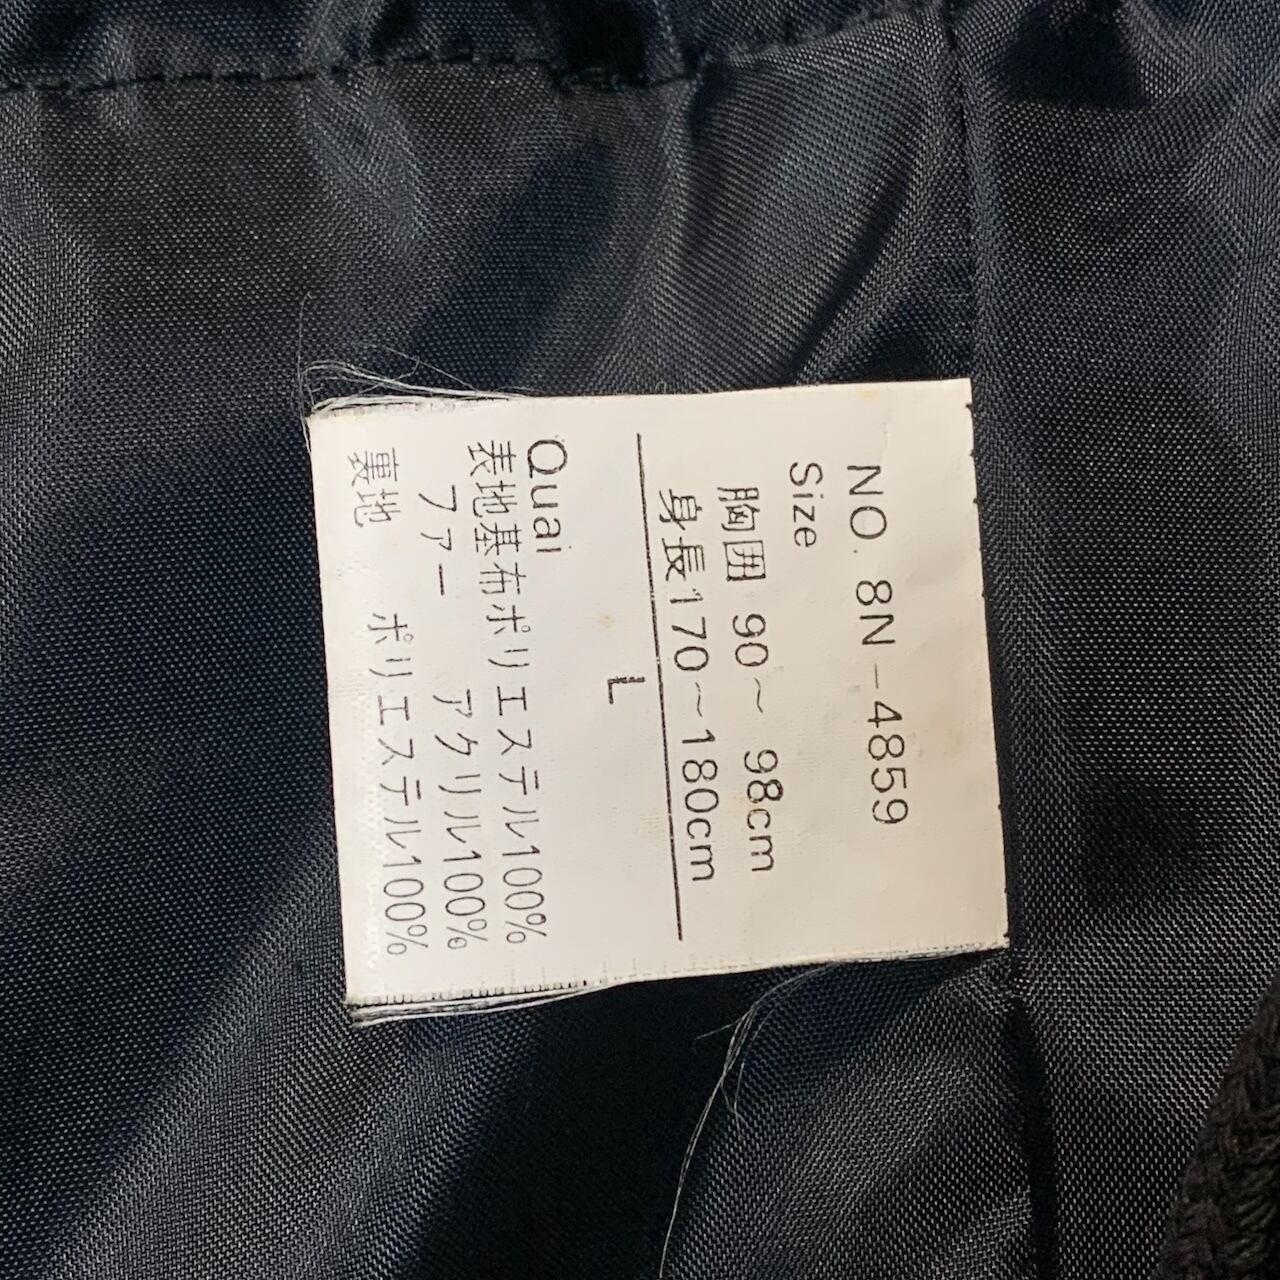 NO. 8N-4859
Size
胸囲 90〜 98cm
身長170〜180cm
L
Quai
表地基布ポリエステル100%
ファー アクリル100%
裏地 ポリエステル100%